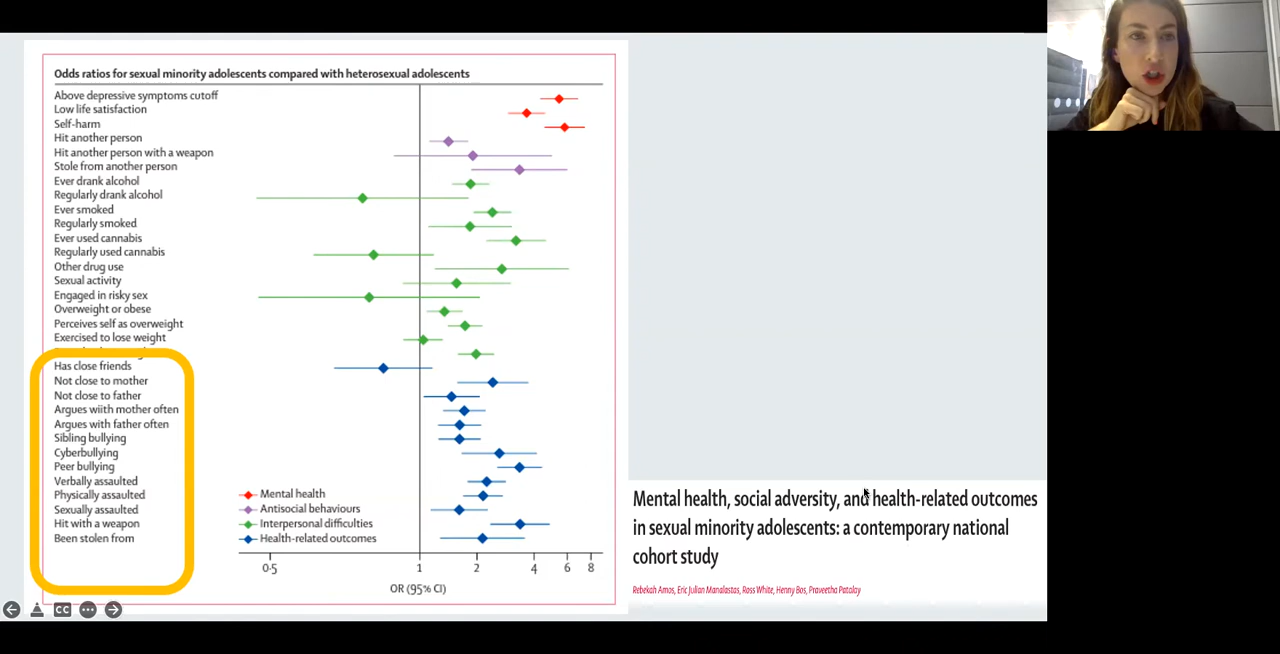 Odds ratios for sexual minority adolescents compared with heterosexual adolescents
Above depressive symptoms cutoff
Low life satisfaction
Self-harm
Hit another person
Hit another person with a weapon
Stole from another person
Ever drank alcohol
Regularly drank alcohol
Ever smoked
Regularly smoked
Ever used cannabis
Regularly used cannabis
Other drug use
Sexual activity
Engaged in risky sex
Overweight or obese
Perceives self as overweight
Exercised to lose weight
Has close friends
Not close to mother
Not close to father
Argues wiith mother often
Argues with father often
Sibling bullying
Cyberbullying
Peer bullying
Verbally assaulted
Physically assaulted
Sexually assaulted
Hit with a weapon
Been stolen from
Mental health
Antisocial behaviours
Interpersonal difficulties
Health-related outcomes
0·5 1 2 4 6 8
OR (95% CI)
CC
Mental health, social adversity, and health-related outcomes
in sexual minority adolescents: a contemporary national
cohort study
Rebekah Amos, Eric Julian Manalastas, Ross White, Henny Bos, Praveetha Patalay